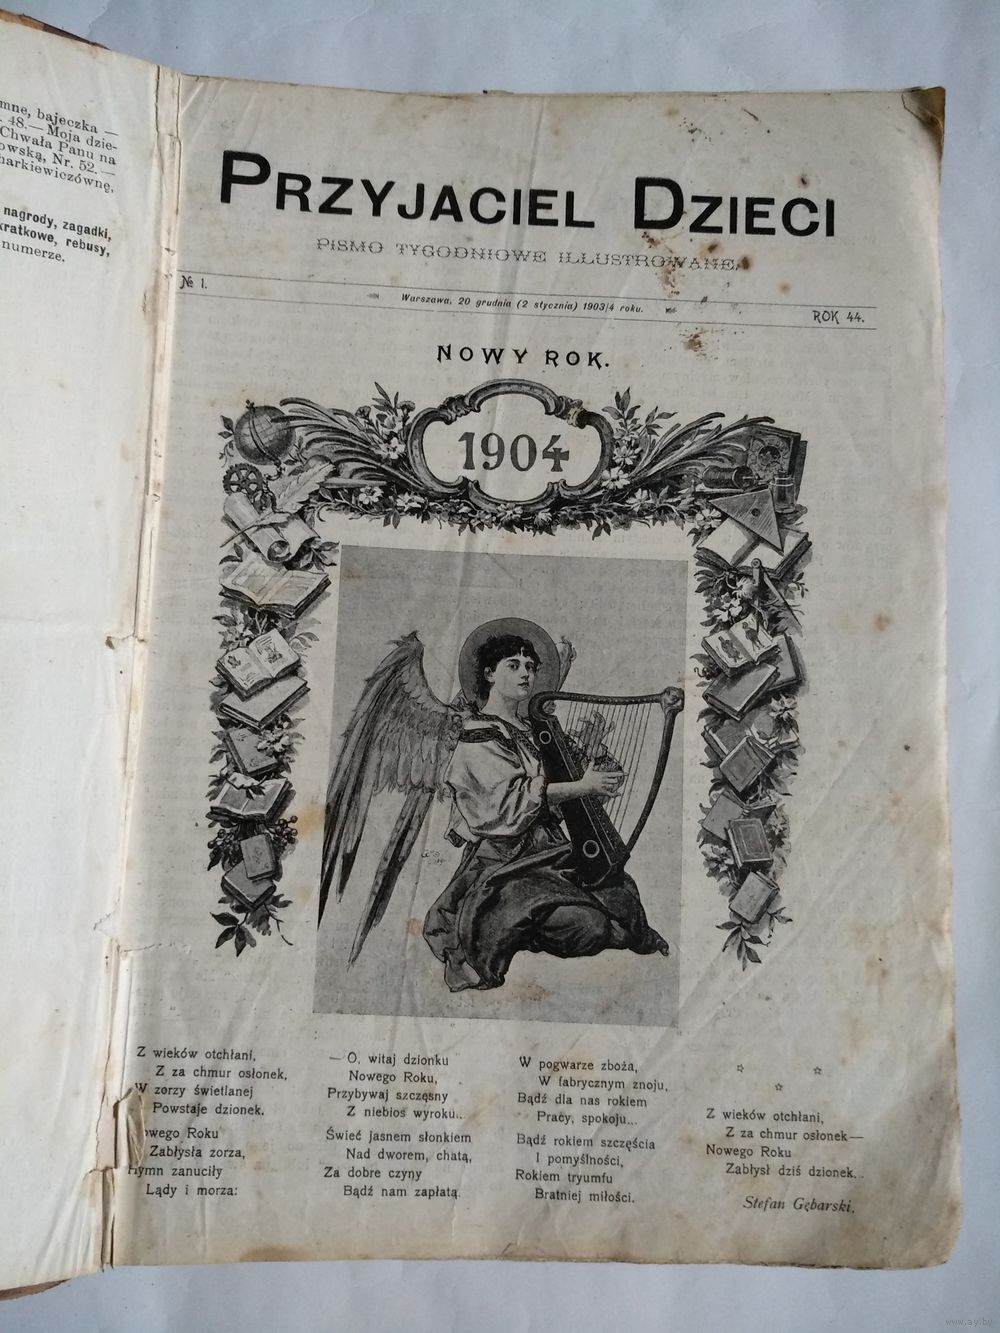 mne, bajeczka —
48.— Moja dzie-
Chwała Panu na
owską, Nr. 52.—
harkiewiczównę,
nagrody, zagadki,
kratkowe, rebusy,
numerze.
PRZYJACIEL DZIECI
PISMO TYGODNIOWE ILLUSTROWANE.
№ 1.
Warszawa, 20 grudnia (2 stycznia) 1903/4 roku.
ROK 44.
NOWY ROK.
1904
Z wieków otchłani,
Z za chmur osłonek,
W zorzy świetlanej
Powstaje dzionek.
owego Roku
Zabłysła zorza,
Hymn zanuciły
Lądy i morza:
— O, witaj dzionku
Nowego Roku,
Przybywaj szczęsny
Z niebios wyroku..
Świeć jasnem słonkiem
Nad dworem, chatą,
Za dobre czyny
Bądź nam zapłatą.
W pogwarze zboża,
W fabrycznym znoju,
Bądź dla nas rokiem
Pracy, spokoju...
Bądź rokiem szczęścia
I pomyślności,
Rokiem tryumfu
Bratniej miłości.
Z wieków otchłani,
Z za chmur osłonek—
Nowego Roku
Zabłysł dziś dzionek..
Stefan Gębarski.
www.ay.by